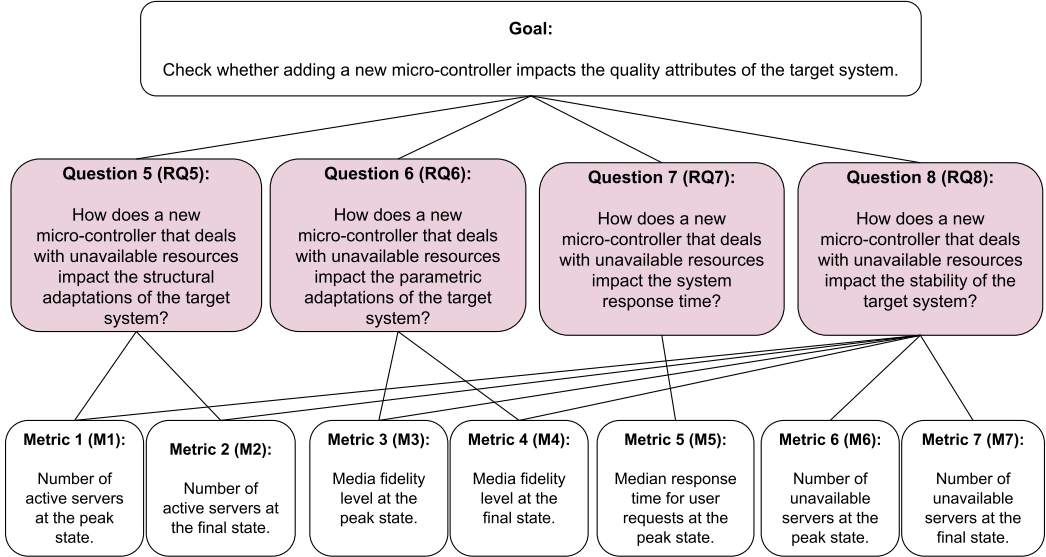 Goal:
Check whether adding a new micro-controller impacts the quality attributes of the target system.
Question 5 (RQ5):
How does a new
micro-controller that deals
with unavailable resources
impact the structural
adaptations of the target
system?
Question 6 (RQ6):
How does a new
micro-controller that deals
with unavailable resources
impact the parametric
adaptations of the target
system?
Question 7 (RQ7):
How does a new
micro-controller that deals
with unavailable resources
impact the system
response time?
Question 8 (RQ8):
How does a new
micro-controller that deals
with unavailable resources
impact the stability of the
target system?
Metric 1 (M1):
Number of
active servers
at the peak
state.
Metric 2 (M2):
Number of
active servers at
the final state.
Metric 3 (M3):
Media fidelity
level at the
peak state.
Metric 4 (M4):
Media fidelity
level at the
final state.
Metric 5 (M5):
Median response
time for user
requests at the
peak state.
Metric 6 (M6):
Number of
unavailable
servers at the
peak state.
Metric 7 (M7):
Number of
unavailable
servers at the
final state.